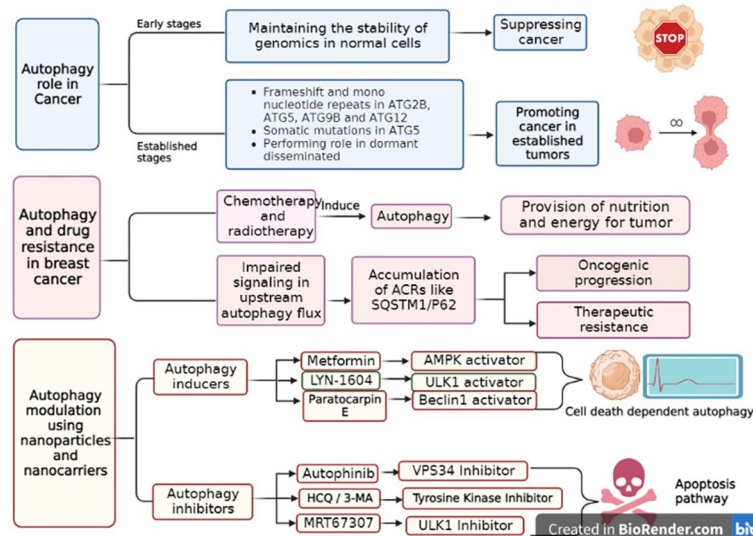 Early stages
Maintaining the stability of
genomics in normal cells
Suppressing
cancer
STOP
Autophagy
role in
Cancer
Established
stages
• Frameshift and mono
nucleotide repeats in ATG2B,
ATG5, ATG9B and ATG12
• Somatic mutations in ATG5
• Performing role in dormant
disseminated
Promoting
cancer in
established
tumors
∞
Autophagy
and drug
resistance
in breast
cancer
Chemotherapy
and
radiotherapy
Induce
Autophagy
Provision of nutrition
and energy for tumor
Impaired
signaling in
upstream
autophagy flux
Accumulation
of ACRs like
SQSTM1/P62
Oncogenic
progression
Therapeutic
resistance
Autophagy
modulation
using
nanoparticles
and
nanocarriers
Autophagy
inducers
Metformin
AMPK activator
LYN-1604
ULK1 activator
Paratocarpin
E
Beclin1 activator
Cell death dependent autophagy
Autophagy
inhibitors
Autophinib
VPS34 Inhibitor
HCQ / 3-MA
Tyrosine Kinase Inhibitor
MRT67307
ULK1 Inhibitor
Apoptosis
pathway
Created in BioRender.com
bio